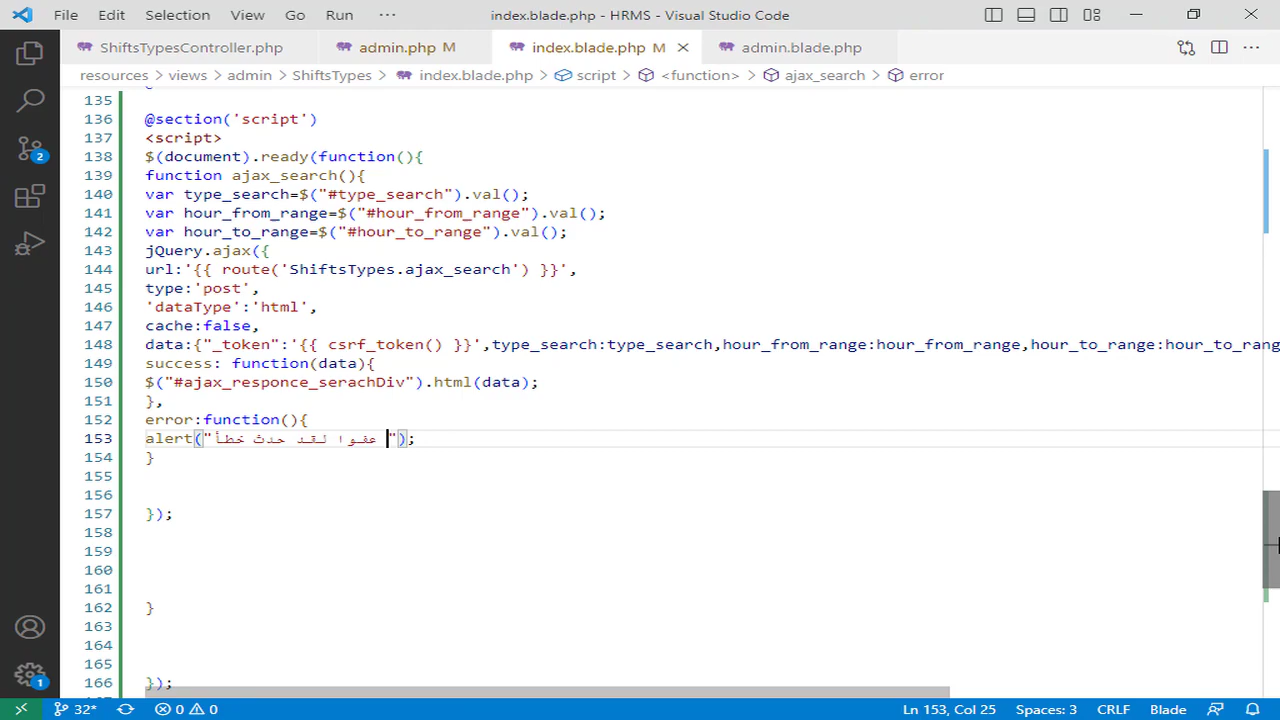 File Edit Selection View Go Run ··· index.blade.php - HRMS - Visual Studio Code
ShiftsTypesController.php admin.php M index.blade.php M admin.blade.php
resources > views > admin > ShiftsTypes > index.blade.php > script > <function> > ajax_search > error
135
136 @section('script')
137 <script>
138 $(document).ready(function(){
139 function ajax_search(){
140 var type_search=$("#type_search").val();
141 var hour_from_range=$("#hour_from_range").val();
142 var hour_to_range=$("#hour_to_range").val();
143 jQuery.ajax({
144 url:'{{ route('ShiftsTypes.ajax_search') }}',
145 type:'post',
146 'dataType':'html',
147 cache:false,
148 data:{"_token":'{{ csrf_token() }}',type_search:type_search,hour_from_range:hour_from_range,hour_to_range:hour_to_rang
149 success: function(data){
150 $("#ajax_responce_serachDiv").html(data);
151 },
152 error:function(){
153 alert("عفوا لقد حدث خطأ ");
154 }
155
156
157 });
158
159
160
161
162 }
163
164
165
166 });
2
1
32* 0 0 Ln 153, Col 25 Spaces: 3 CRLF Blade